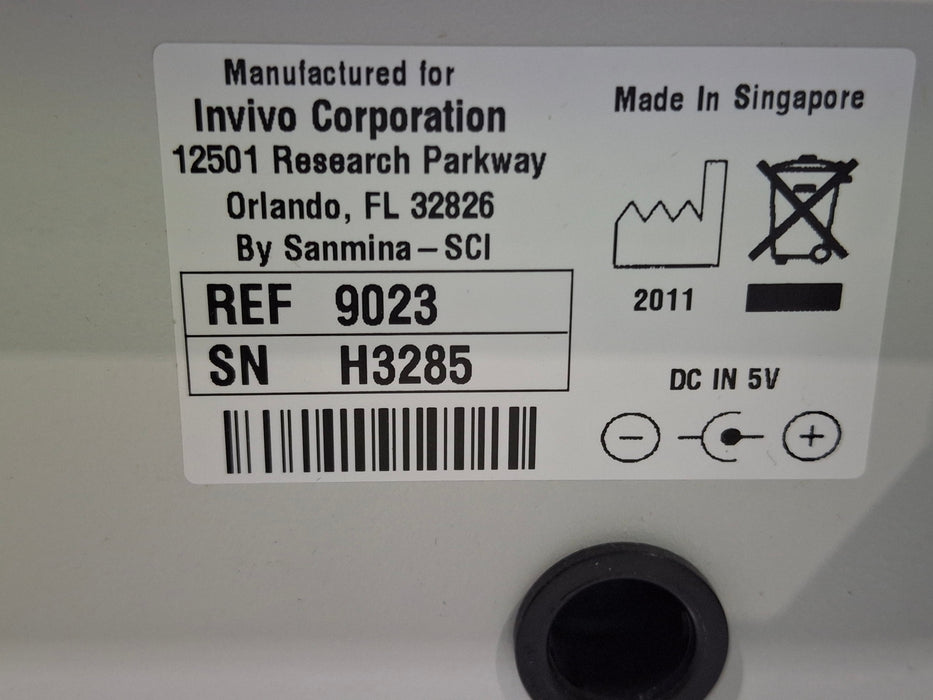 Manufactured for
Invivo Corporation
12501 Research Parkway
Orlando, FL 32826
By Sanmina-SCI
REF 9023
SN H3285
Made In Singapore
2011
DC IN 5V